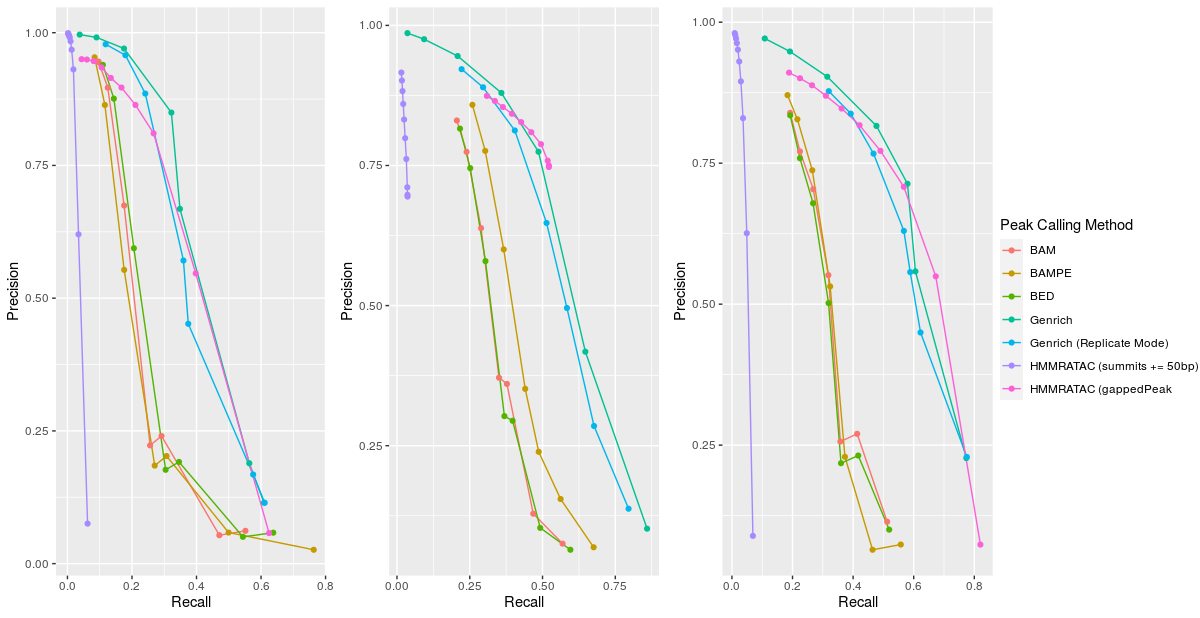 1.00
0.75
0.50
0.25
0.00
Precision
0.0 0.2 0.4 0.6 0.8
Recall
1.00
0.75
0.50
0.25
Precision
0.00 0.25 0.50 0.75
Recall
1.00
0.75
0.50
0.25
Precision
0.0 0.2 0.4 0.6 0.8
Recall
Peak Calling Method
BAM
BAMPE
BED
Genrich
Genrich (Replicate Mode)
HMMRATAC (summits += 50bp)
HMMRATAC (gappedPeak